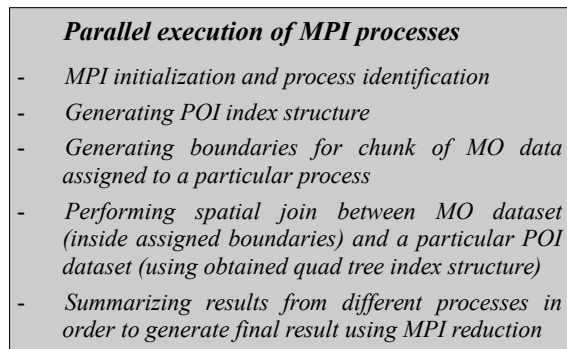 Parallel execution of MPI processes
- MPI initialization and process identification
- Generating POI index structure
- Generating boundaries for chunk of MO data
assigned to a particular process
- Performing spatial join between MO dataset
(inside assigned boundaries) and a particular POI
dataset (using obtained quad tree index structure)
- Summarizing results from different processes in
order to generate final result using MPI reduction